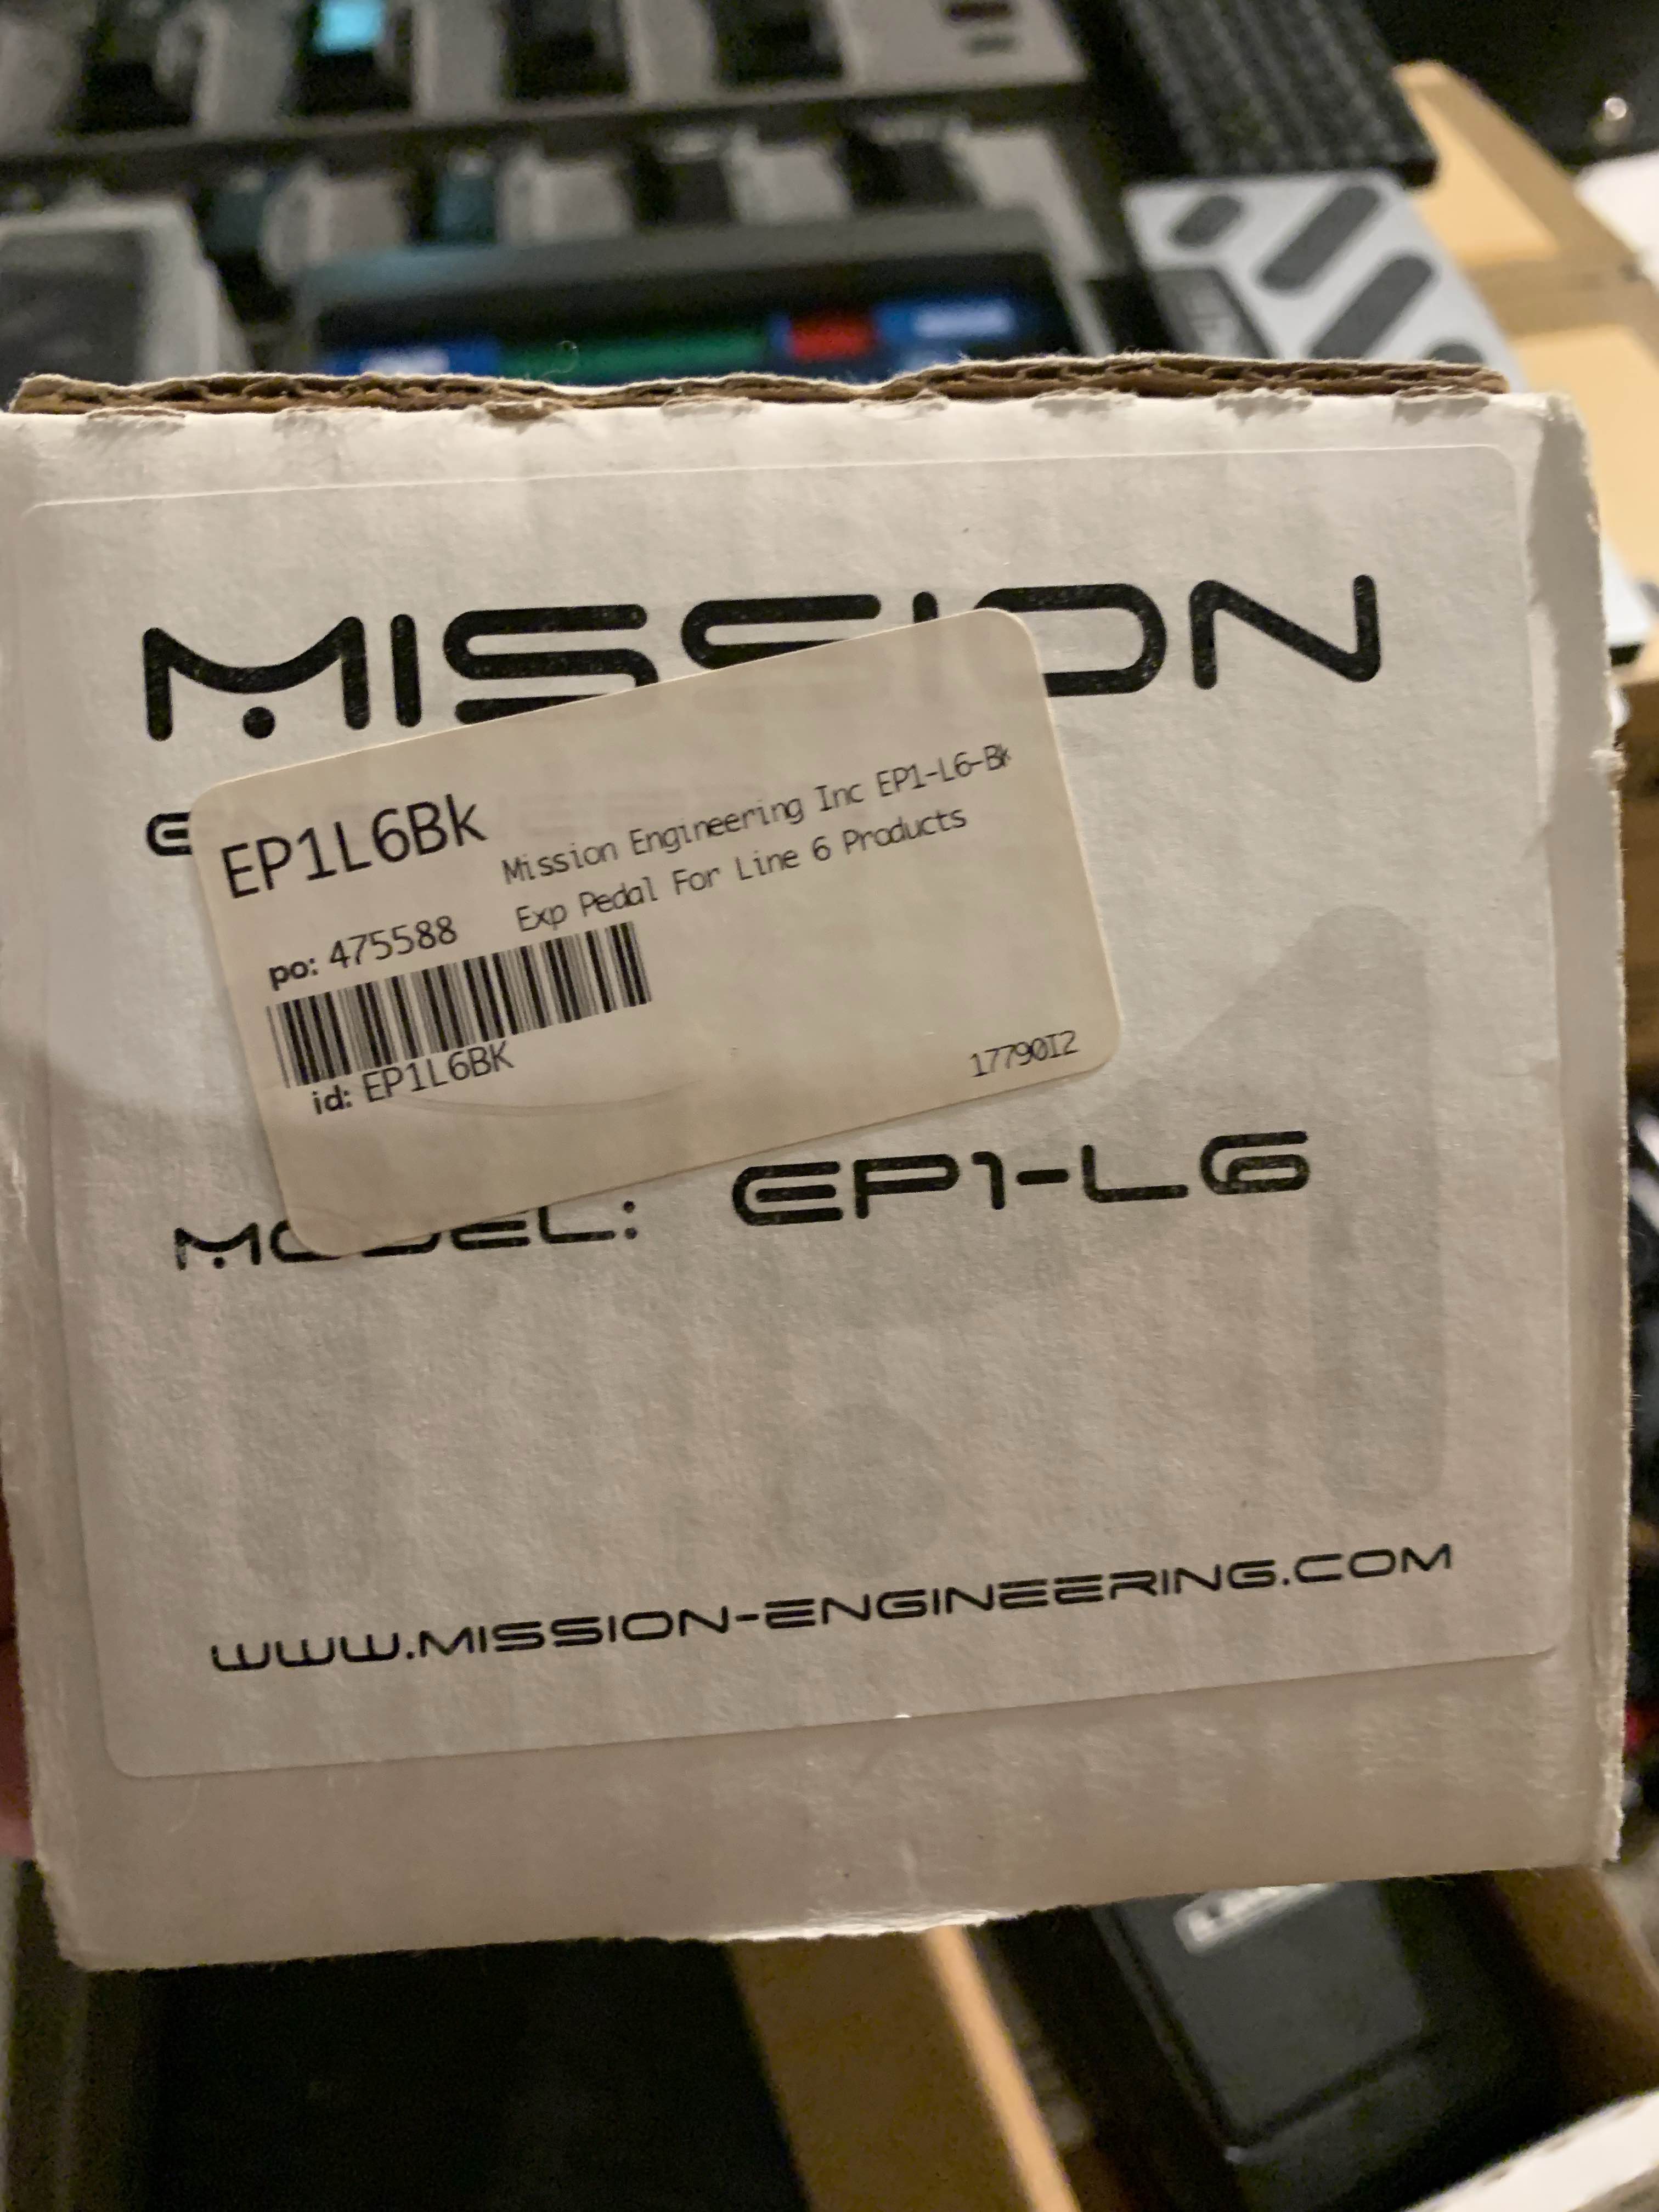 MISSION
EP1L6Bk
Mission Engineering Inc EP1-L6-Bk
Exp Pedal For Line 6 Products
po: 475588
id: EP1L6BK
17790I2
MODEL: EP1-L6
WWW.MISSION-ENGINEERING.COM